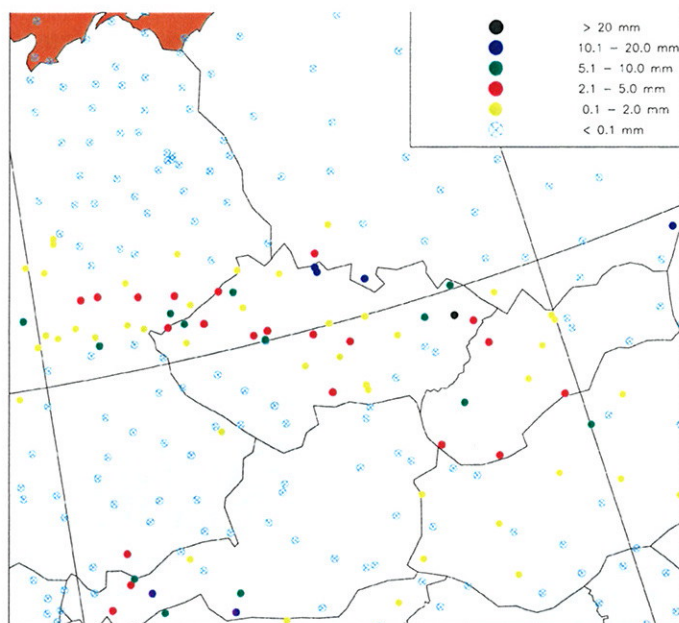 > 20 mm
10.1 – 20.0 mm
5.1 – 10.0 mm
2.1 – 5.0 mm
0.1 – 2.0 mm
< 0.1 mm